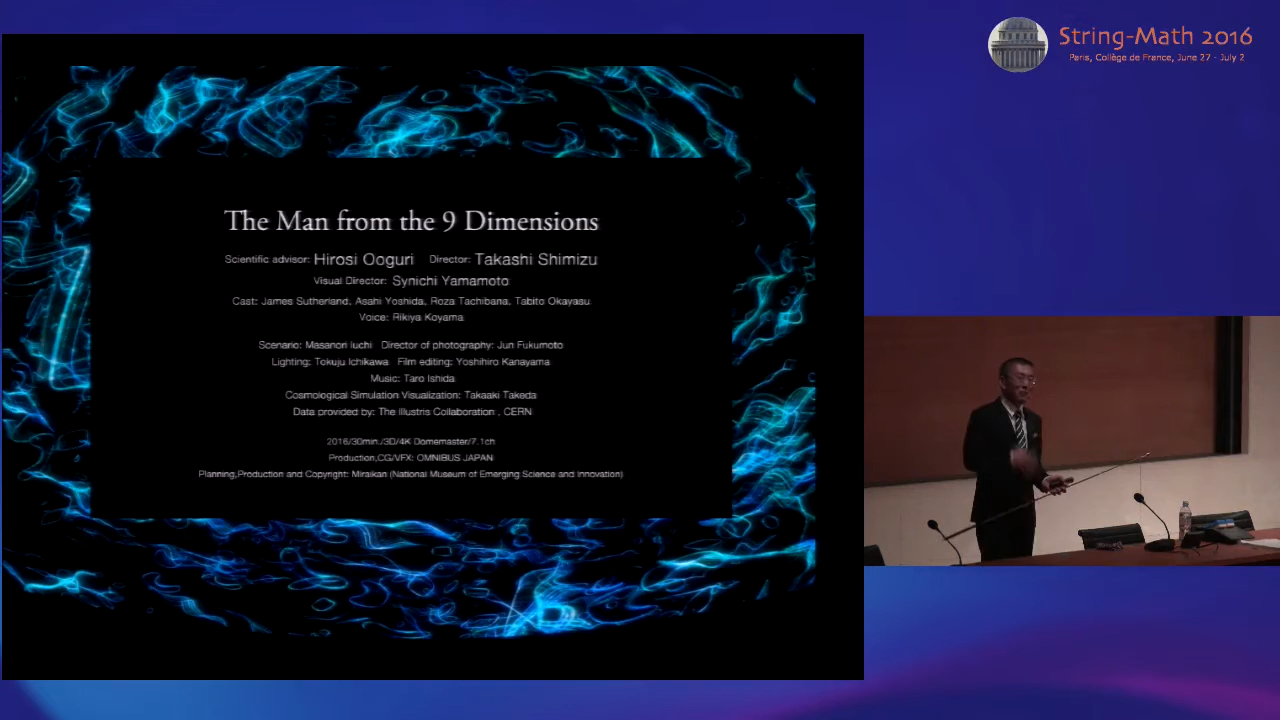 String-Math 2016
Paris, Collège de France, June 27 - July 2
The Man from the 9 Dimensions
Scientific advisor: Hirosi Ooguri Director: Takashi Shimizu
Visual Director: Synichi Yamamoto
Cast: James Sutherland, Asahi Yoshida, Roza Tachibana, Tabito Okayasu
Voice: Rikiya Koyama
Scenario: Masanori Iuchi Director of photography: Jun Fukumoto
Lighting: Tokuju Ichikawa Film editing: Yoshihiro Kanayama
Music: Taro Ishida
Cosmological Simulation Visualization: Takaaki Takeda
Data provided by: The Illustris Collaboration , CERN
2016/30min./3D/4K Domemaster/7.1ch
Production,CG/VFX: OMNIBUS JAPAN
Planning,Production and Copyright: Miraikan (National Museum of Emerging Science and Innovation)